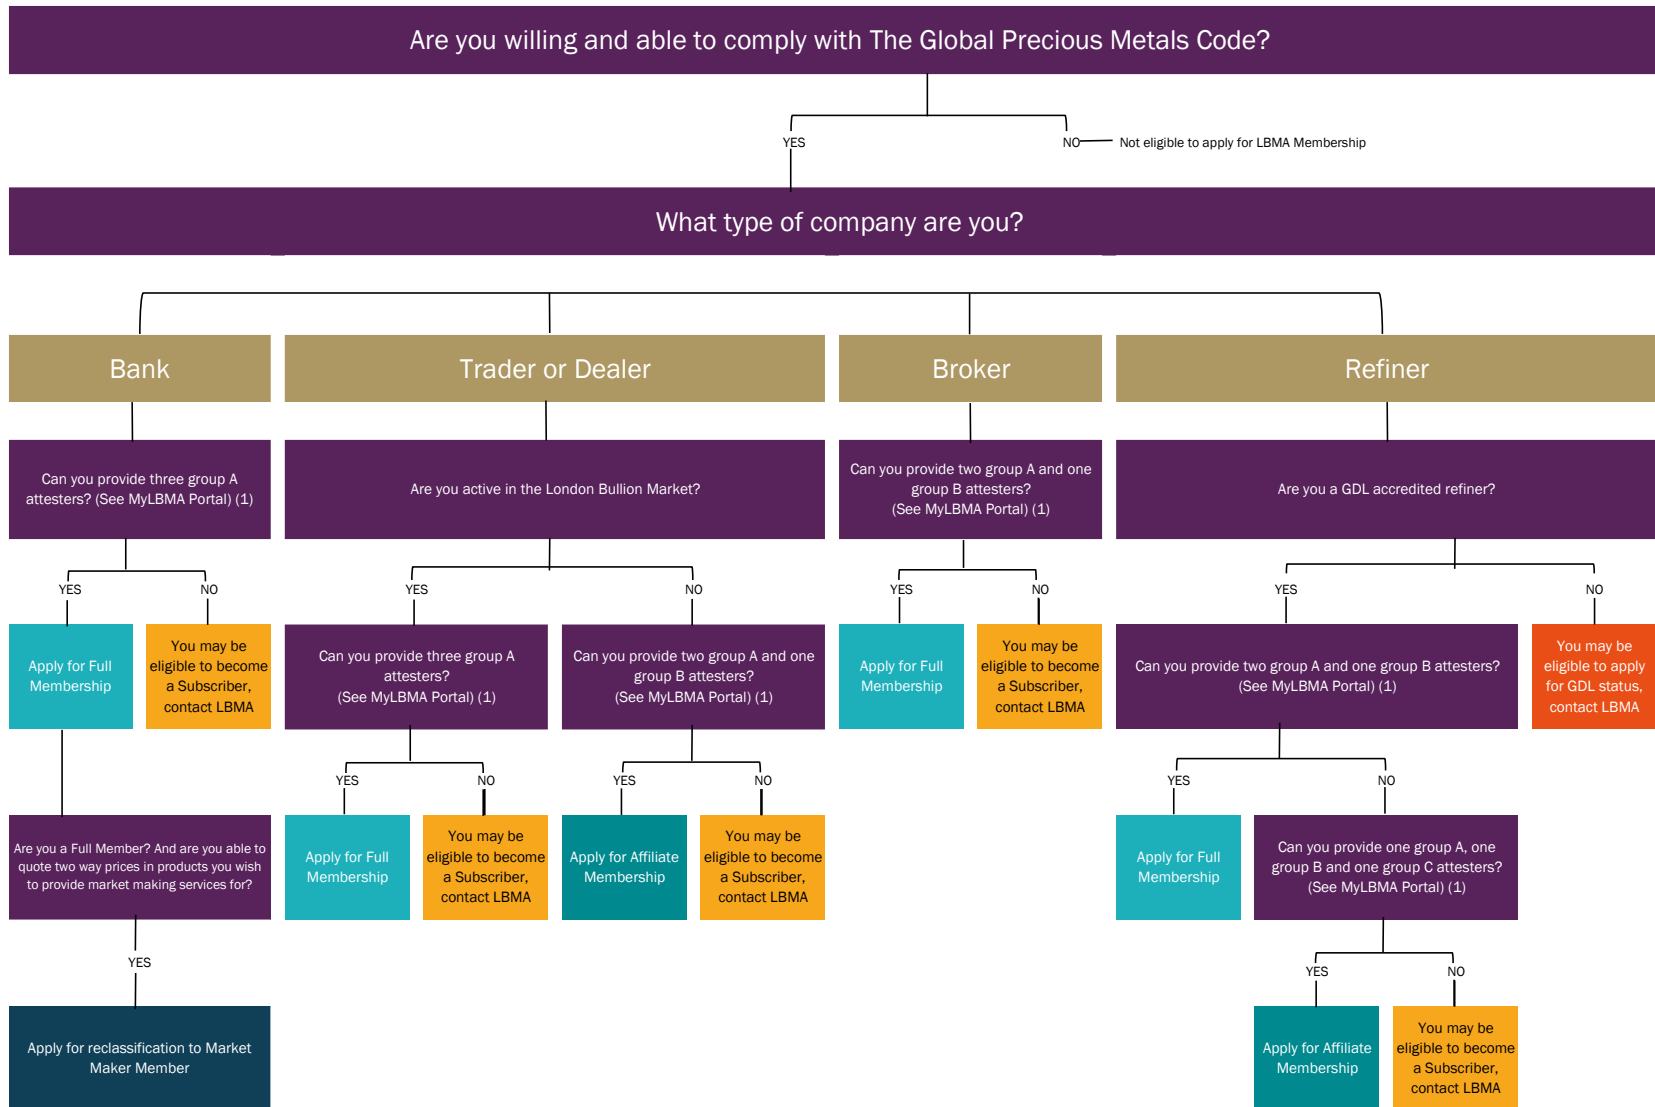 Are you willing and able to comply with The Global Precious Metals Code?
YES
NO
Not eligible to apply for LBMA Membership
What type of company are you?
Bank
Trader or Dealer
Broker
Refiner
Can you provide three group A
attesters? (See MyLBMA Portal) (1)
Are you active in the London Bullion Market?
Can you provide two group A and one
group B attesters?
(See MyLBMA Portal) (1)
Are you a GDL accredited refiner?
YES
NO
YES
NO
YES
NO
YES
NO
Apply for Full
Membership
You may be
eligible to become
a Subscriber,
contact LBMA
Can you provide three group A
attesters?
(See MyLBMA Portal) (1)
Can you provide two group A and one
group B attesters?
(See MyLBMA Portal) (1)
Apply for Full
Membership
You may be
eligible to become
a Subscriber,
contact LBMA
Can you provide two group A and one group B attesters?
(See MyLBMA Portal) (1)
You may be
eligible to apply
for GDL status,
contact LBMA
YES
NO
YES
NO
YES
NO
Are you a Full Member? And are you able to
quote two way prices in products you wish
to provide market making services for?
Apply for Full
Membership
You may be
eligible to become
a Subscriber,
contact LBMA
Apply for Affiliate
Membership
You may be
eligible to become
a Subscriber,
contact LBMA
Apply for Full
Membership
Can you provide one group A, one
group B and one group C attesters?
(See MyLBMA Portal) (1)
YES
YES
NO
Apply for reclassification to Market
Maker Member
Apply for Affiliate
Membership
You may be
eligible to become
a Subscriber,
contact LBMA